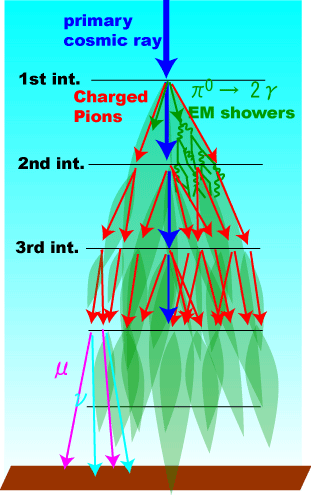 primary
cosmic ray
1st int.
π⁰ → 2γ
Charged
Pions
EM showers
2nd int.
3rd int.
μ
ν